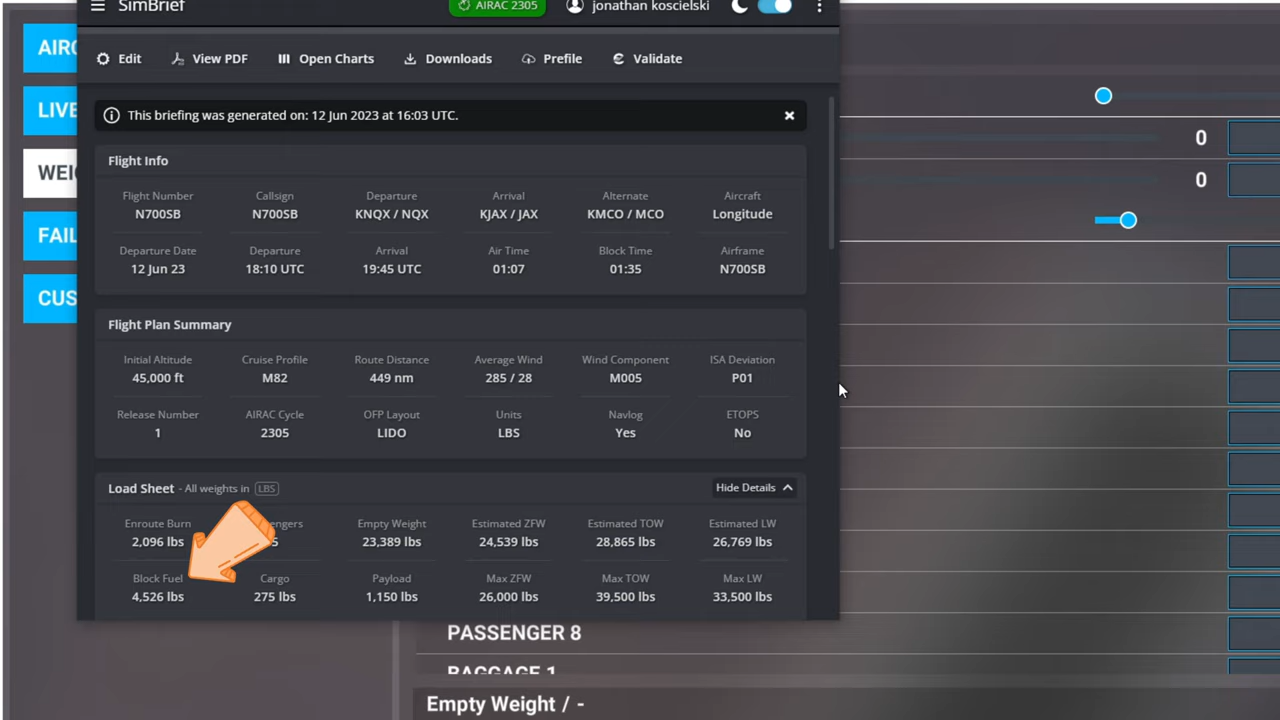 SimBrief
AIRAC 2305
jonathan koscielski
Edit
View PDF
Open Charts
Downloads
Prefile
Validate
This briefing was generated on: 12 Jun 2023 at 16:03 UTC.
Flight Info
Flight Number Callsign Departure Arrival Alternate Aircraft
N700SB N700SB KNQX / NQX KJAX / JAX KMCO / MCO Longitude
Departure Date Departure Arrival Air Time Block Time Airframe
12 Jun 23 18:10 UTC 19:45 UTC 01:07 01:35 N700SB
Flight Plan Summary
Initial Altitude Cruise Profile Route Distance Average Wind Wind Component ISA Deviation
45,000 ft M82 449 nm 285 / 28 M005 P01
Release Number AIRAC Cycle OFP Layout Units Navlog ETOPS
1 2305 LIDO LBS Yes No
Load Sheet - All weights in LBS
Hide Details
Enroute Burn engers Empty Weight Estimated ZFW Estimated TOW Estimated LW
2,096 lbs 5 23,389 lbs 24,539 lbs 28,865 lbs 26,769 lbs
Block Fuel Cargo Payload Max ZFW Max TOW Max LW
4,526 lbs 275 lbs 1,150 lbs 26,000 lbs 39,500 lbs 33,500 lbs
AIRC
LIVE
WEI
FAIL
CUS
0
0
PASSENGER 8
BAGGAGE 1
Empty Weight / -